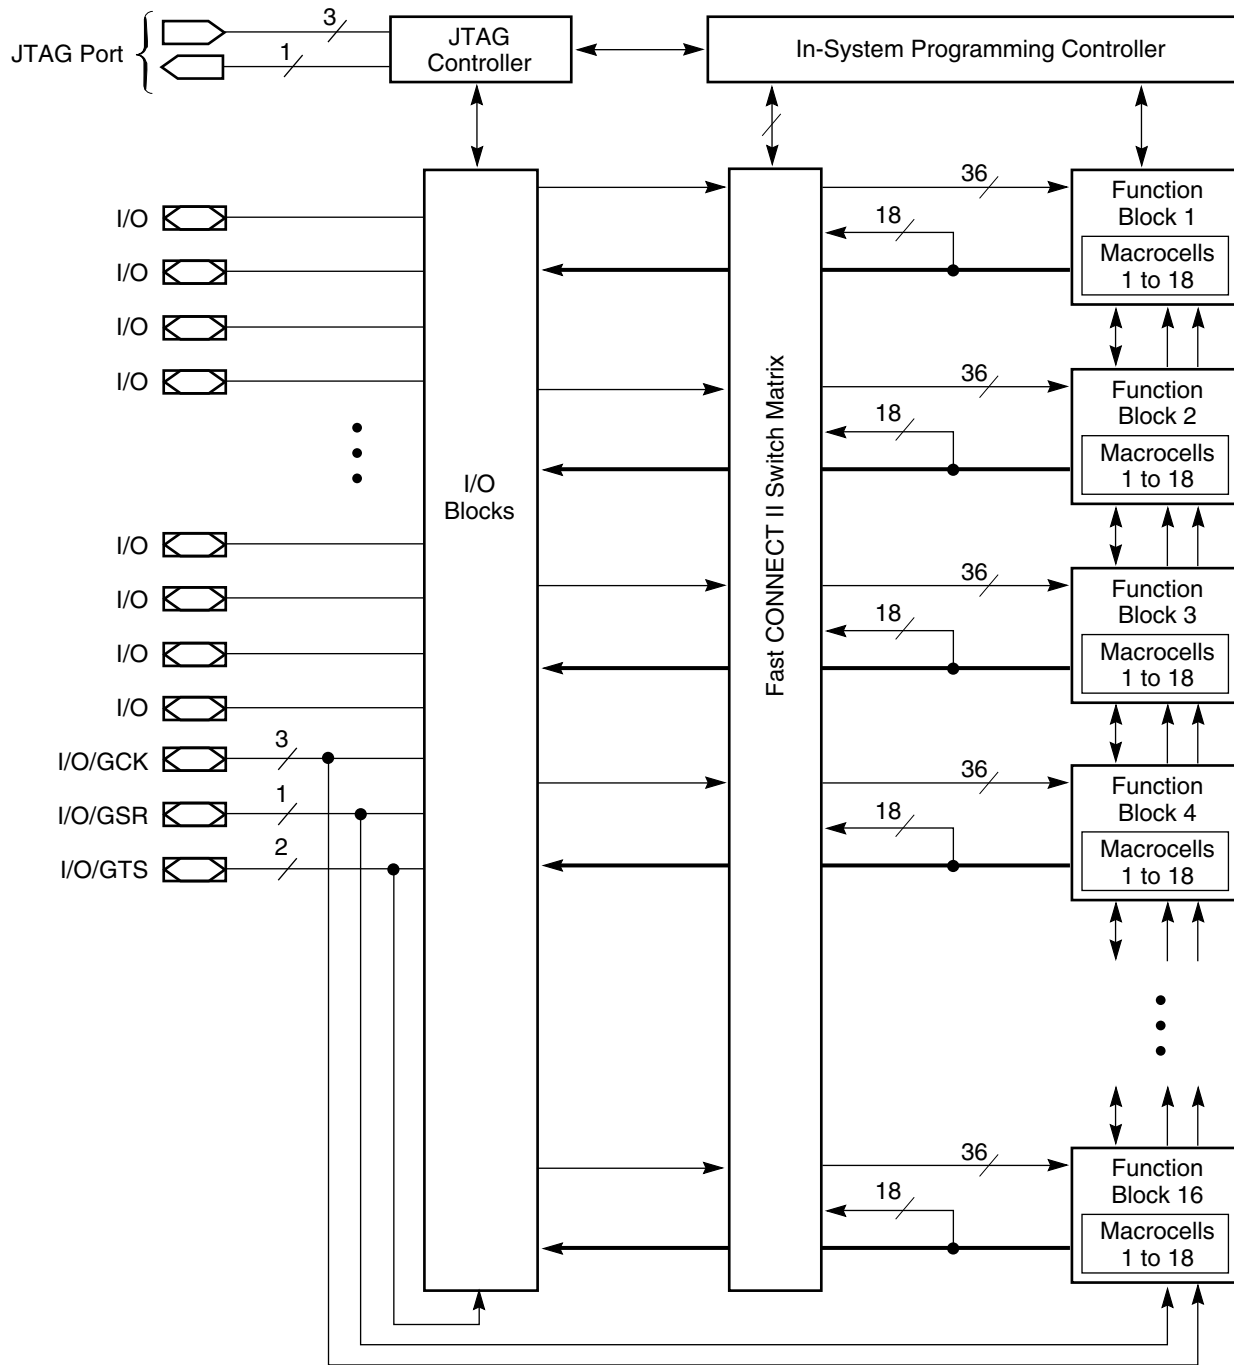 JTAG Port
3
1
JTAG
Controller
In-System Programming Controller
I/O
I/O
I/O
I/O
I/O
I/O
I/O
I/O
I/O/GCK
3
I/O/GSR
1
I/O/GTS
2
I/O
Blocks
Fast CONNECT II Switch Matrix
36
18
Function
Block 1
Macrocells
1 to 18
36
18
Function
Block 2
Macrocells
1 to 18
36
18
Function
Block 3
Macrocells
1 to 18
36
18
Function
Block 4
Macrocells
1 to 18
36
18
Function
Block 16
Macrocells
1 to 18